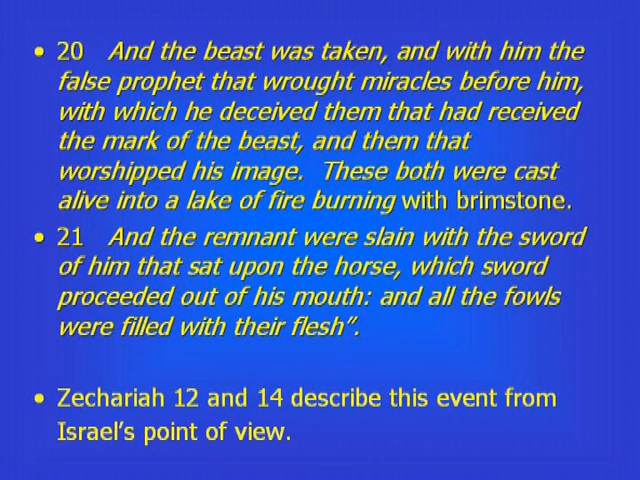 • 20 And the beast was taken, and with him the
false prophet that wrought miracles before him,
with which he deceived them that had received
the mark of the beast, and them that
worshipped his image. These both were cast
alive into a lake of fire burning with brimstone.
• 21 And the remnant were slain with the sword
of him that sat upon the horse, which sword
proceeded out of his mouth: and all the fowls
were filled with their flesh”.
• Zechariah 12 and 14 describe this event from
Israel’s point of view.